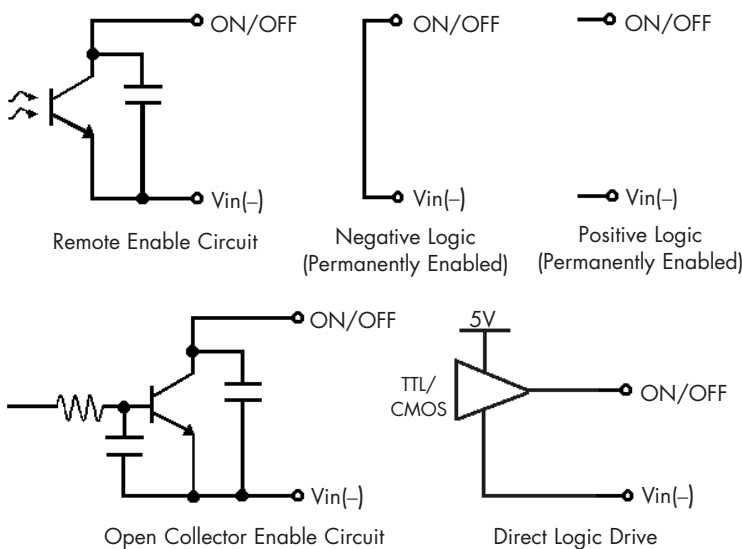 ON/OFF
Vin(–)
Remote Enable Circuit
ON/OFF
Vin(–)
Negative Logic
(Permanently Enabled)
ON/OFF
Vin(–)
Positive Logic
(Permanently Enabled)
ON/OFF
Vin(–)
Open Collector Enable Circuit
5V
TTL/
CMOS
ON/OFF
Vin(–)
Direct Logic Drive